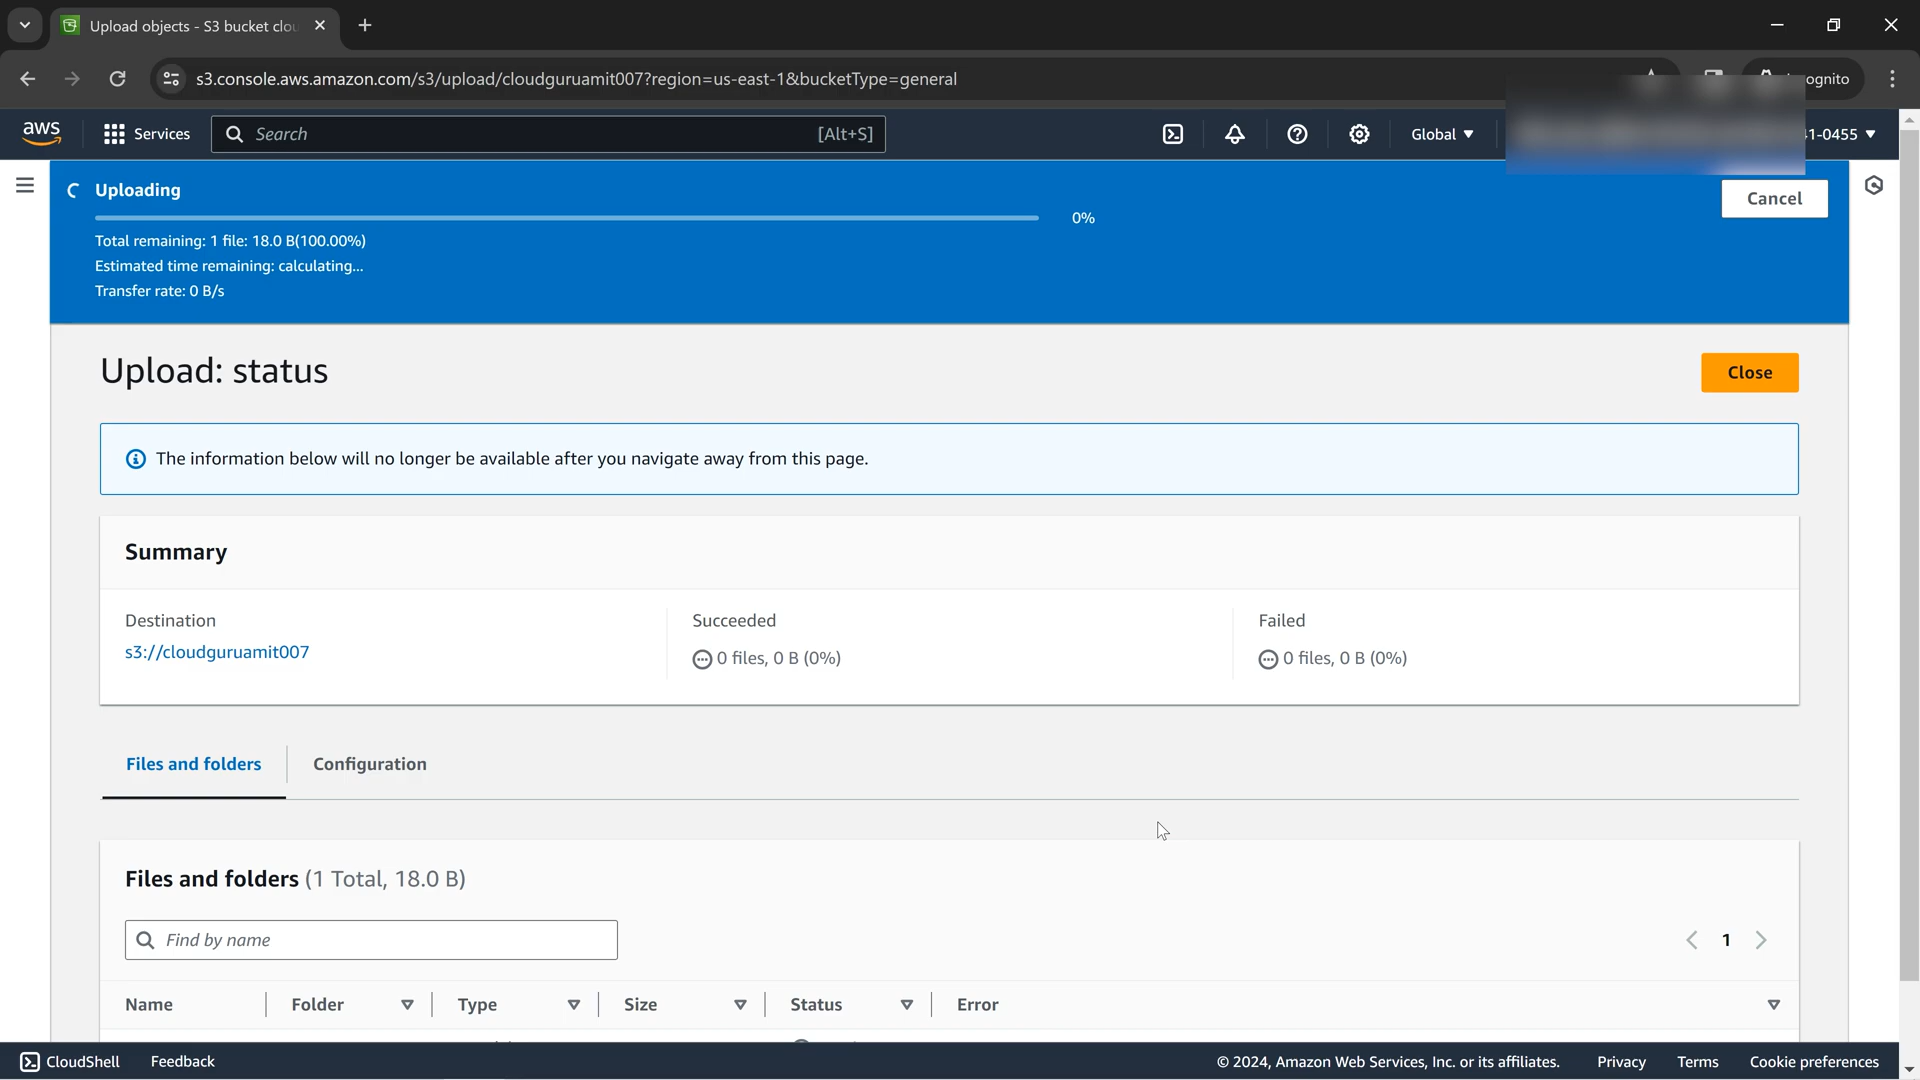 Upload objects - S3 bucket clou
s3.console.aws.amazon.com/s3/upload/cloudguruamit007?region=us-east-1&bucketType=general
ognito
aws
Services
Search
[Alt+S]
Global
1-0455
Uploading
0%
Cancel
Total remaining: 1 file: 18.0 B(100.00%)
Estimated time remaining: calculating...
Transfer rate: 0 B/s
Upload: status
Close
The information below will no longer be available after you navigate away from this page.
Summary
Destination
s3://cloudguruamit007
Succeeded
0 files, 0 B (0%)
Failed
0 files, 0 B (0%)
Files and folders
Configuration
Files and folders (1 Total, 18.0 B)
Find by name
1
Name
Folder
Type
Size
Status
Error
CloudShell
Feedback
© 2024, Amazon Web Services, Inc. or its affiliates.
Privacy
Terms
Cookie preferences